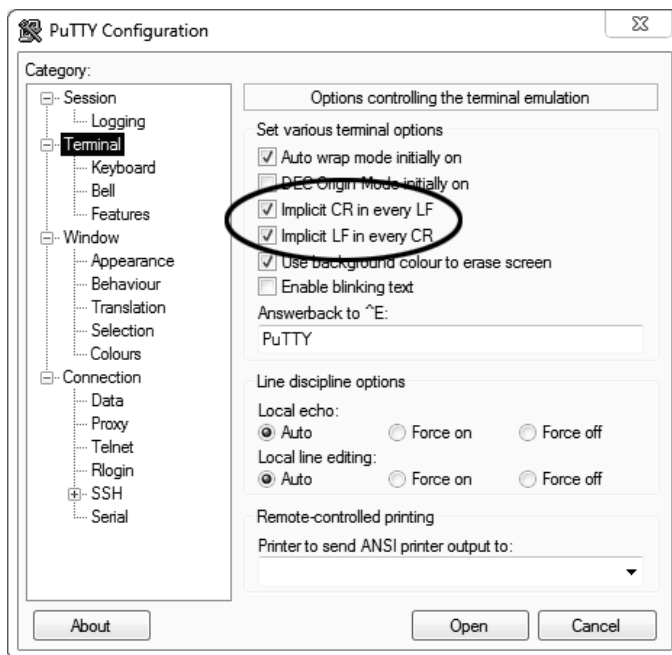 PuTTY Configuration
Category:
Session
Logging
Terminal
Keyboard
Bell
Features
Window
Appearance
Behaviour
Translation
Selection
Colours
Connection
Data
Proxy
Telnet
Rlogin
SSH
Serial
Options controlling the terminal emulation
Set various terminal options
Auto wrap mode initially on
DEC Origin Mode initially on
Implicit CR in every LF
Implicit LF in every CR
Use background colour to erase screen
Enable blinking text
Answerback to ^E:
PuTTY
Line discipline options
Local echo:
Auto Force on Force off
Local line editing:
Auto Force on Force off
Remote-controlled printing
Printer to send ANSI printer output to:
About Open Cancel